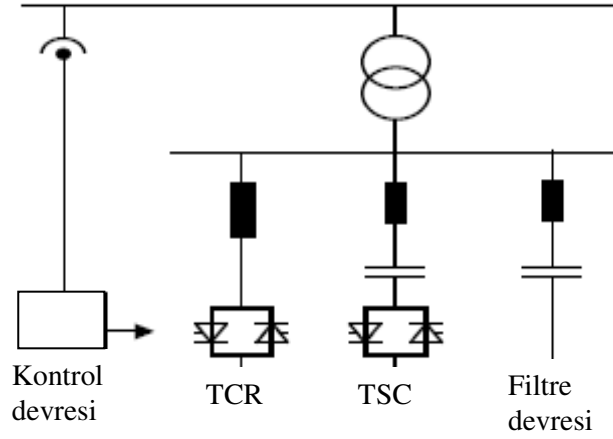 Kontrol
devresi
TCR
TSC
Filtre
devresi